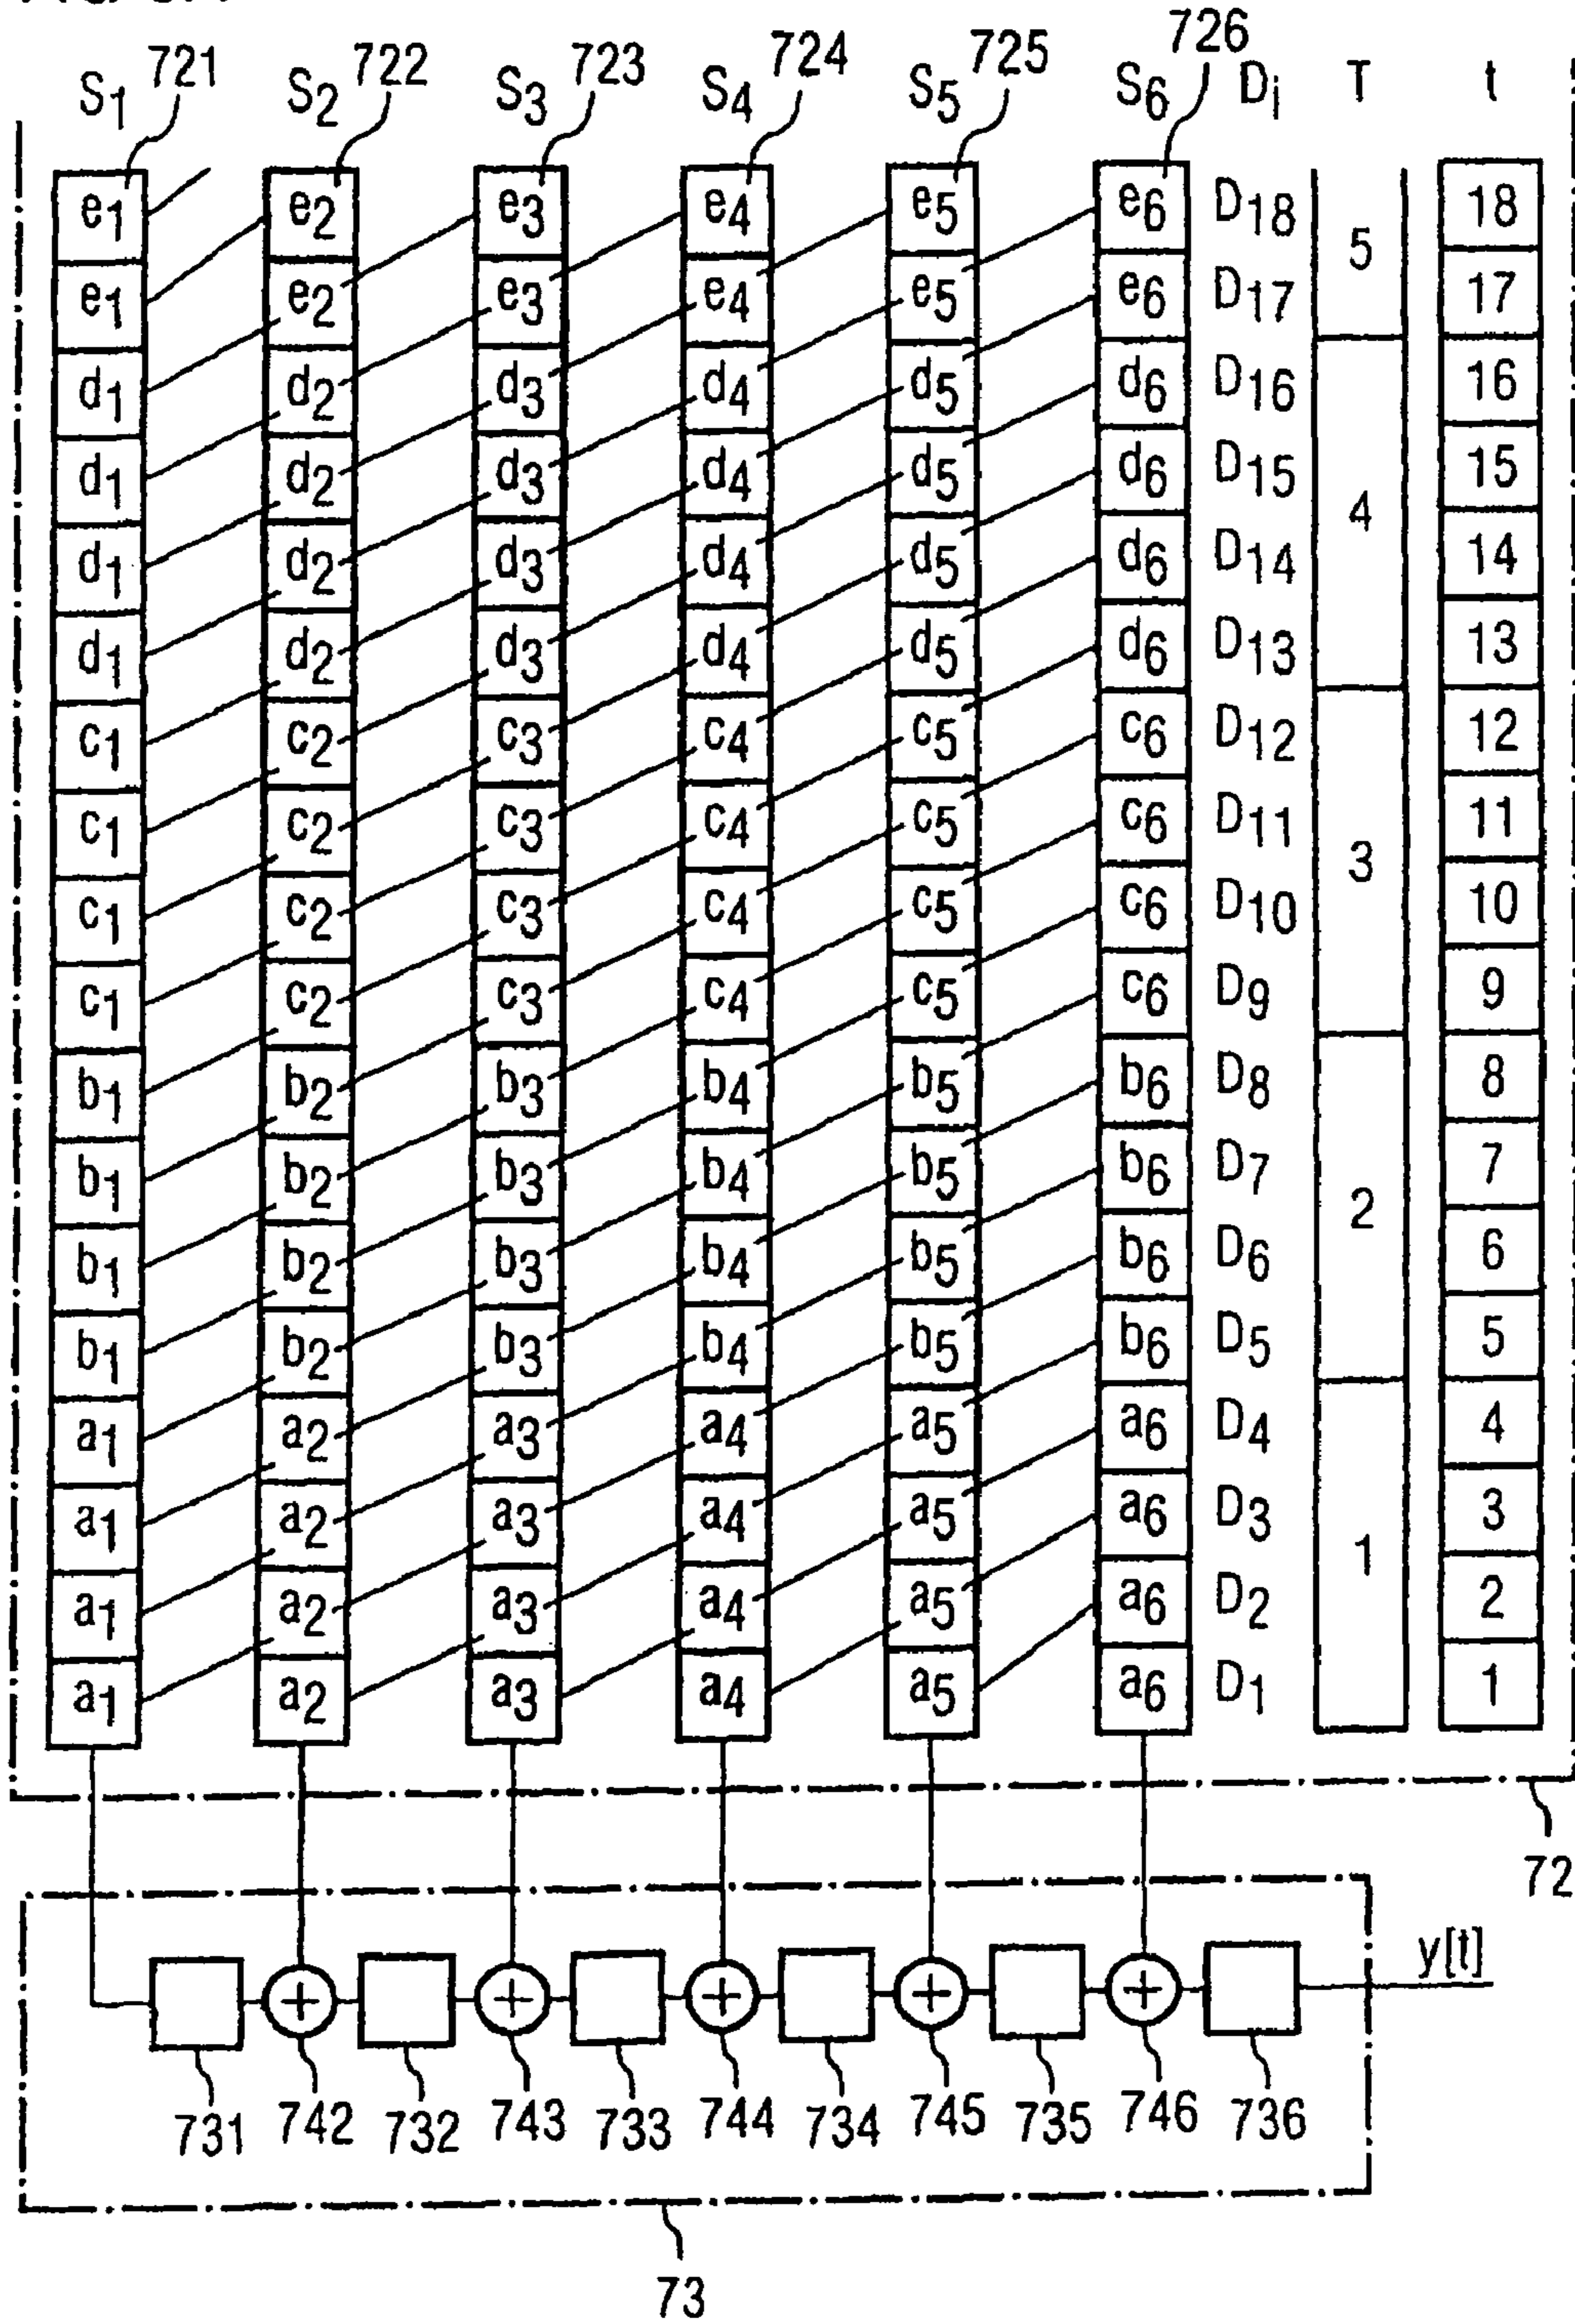 721 722 723 724 725 726
S1 S2 S3 S4 S5 S6 Di T t
e1 e2 e3 e4 e5 e6 D18 18
5
e1 e2 e3 e4 e5 e6 D17 17
d1 d2 d3 d4 d5 d6 D16 16
d1 d2 d3 d4 d5 d6 D15 15
4
d1 d2 d3 d4 d5 d6 D14 14
d1 d2 d3 d4 d5 d6 D13 13
c1 c2 c3 c4 c5 c6 D12 12
c1 c2 c3 c4 c5 c6 D11 11
3
c1 c2 c3 c4 c5 c6 D10 10
c1 c2 c3 c4 c5 c6 D9 9
b1 b2 b3 b4 b5 b6 D8 8
b1 b2 b3 b4 b5 b6 D7 7
2
b1 b2 b3 b4 b5 b6 D6 6
b1 b2 b3 b4 b5 b6 D5 5
a1 a2 a3 a4 a5 a6 D4 4
a1 a2 a3 a4 a5 a6 D3 3
1
a1 a2 a3 a4 a5 a6 D2 2
a1 a2 a3 a4 a5 a6 D1 1
72
+ + + + + y[t]
731 742 732 743 733 744 734 745 735 746 736
73